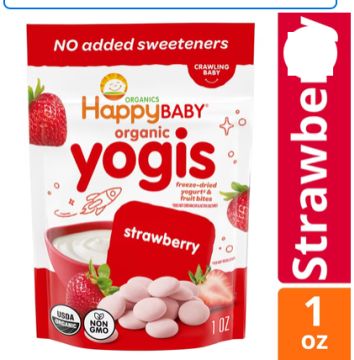 NO added sweeteners
CRAWLING
BABY
ORGANICS
HappyBABY®
organic
yogis
freeze-dried
yogurt & 
fruit bites
strawberry
USDA
ORGANIC
NON
GMO
1 OZ
Strawbe
1
oz